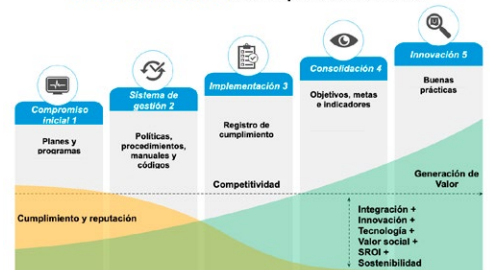 Compromiso
inicial 1
Planes y
programas
Sistema de
gestión 2
Políticas,
procedimientos,
manuales y
códigos
Implementación 3
Registro de
cumplimiento
Consolidación 4
Objetivos, metas
e indicadores
Innovación 5
Buenas
prácticas
Competitividad
Generación de
Valor
Cumplimiento y reputación
Integración +
Innovación +
Tecnología +
Valor social +
SROI +
Sostenibilidad